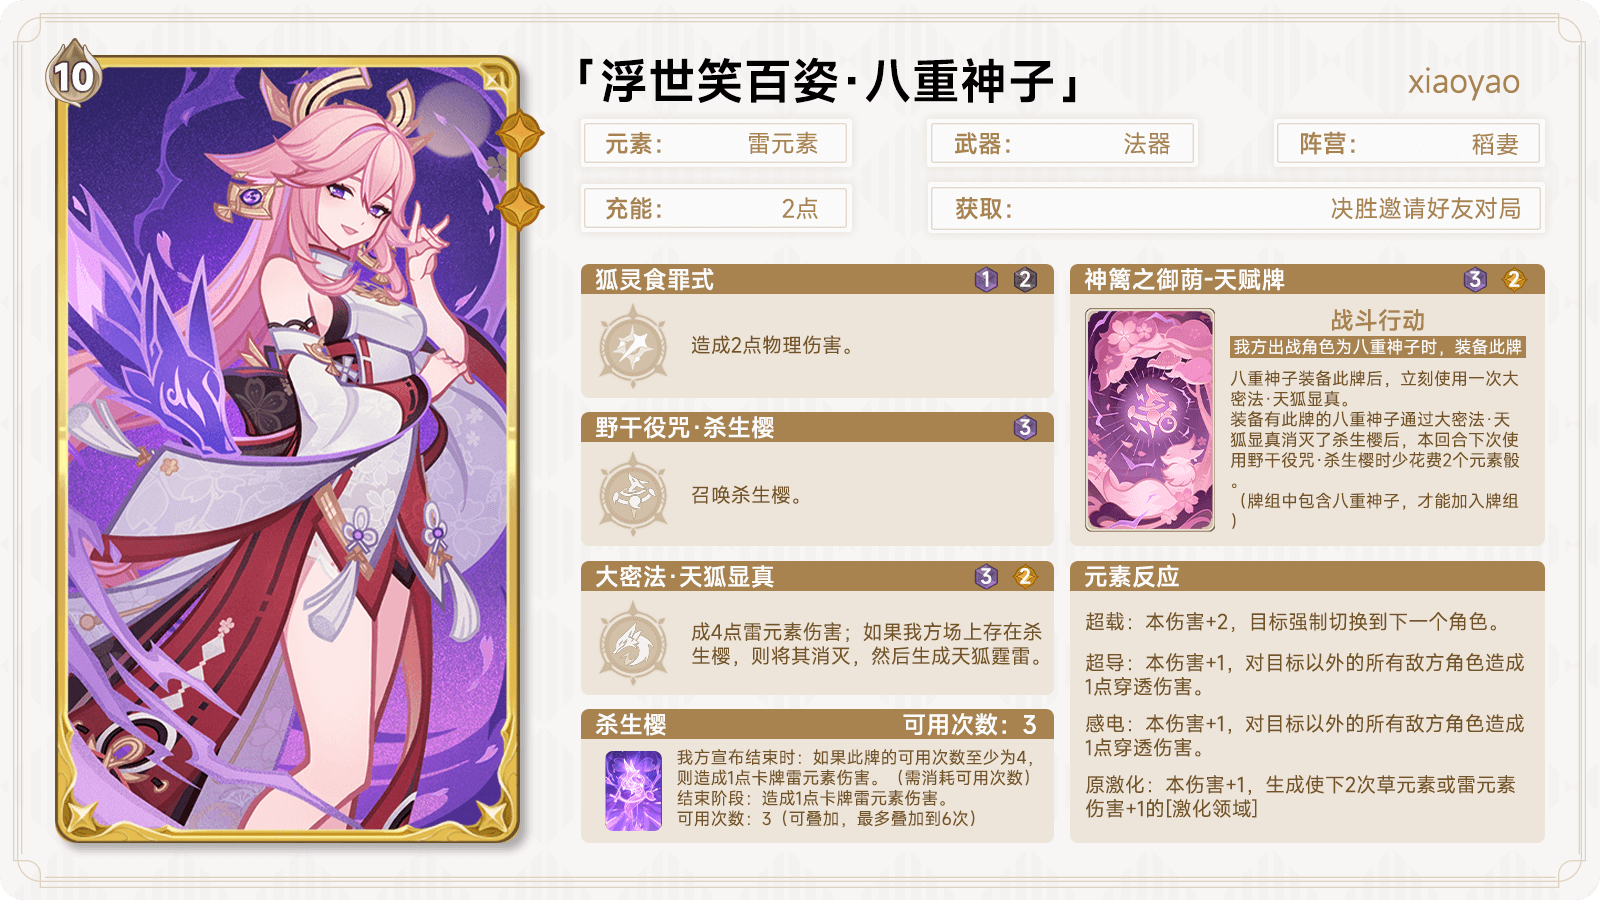 10
「浮世笑百姿·八重神子」
xiaoyao
元素： 雷元素
武器： 法器
阵营： 稻妻
充能： 2点
获取： 决胜邀请好友对局
狐灵食罪式 1 2
造成2点物理伤害。
野干役咒·杀生樱 3
召唤杀生樱。
大密法·天狐显真 3 2
成4点雷元素伤害；如果我方场上存在杀
生樱，则将其消灭，然后生成天狐霆雷。
杀生樱 可用次数：3
我方宣布结束时：如果此牌的可用次数至少为4，
则造成1点卡牌雷元素伤害。（需消耗可用次数）
结束阶段：造成1点卡牌雷元素伤害。
可用次数：3（可叠加，最多叠加到6次）
神篱之御荫-天赋牌 3 2
战斗行动
我方出战角色为八重神子时，装备此牌
八重神子装备此牌后，立刻使用一次大
密法·天狐显真。
装备有此牌的八重神子通过大密法·天
狐显真消灭了杀生樱后，本回合下次使
用野干役咒·杀生樱时少花费2个元素骰
。
（牌组中包含八重神子，才能加入牌组
）
元素反应
超载：本伤害+2，目标强制切换到下一个角色。
超导：本伤害+1，对目标以外的所有敌方角色造成
1点穿透伤害。
感电：本伤害+1，对目标以外的所有敌方角色造成
1点穿透伤害。
原激化：本伤害+1，生成使下2次草元素或雷元素
伤害+1的[激化领域]